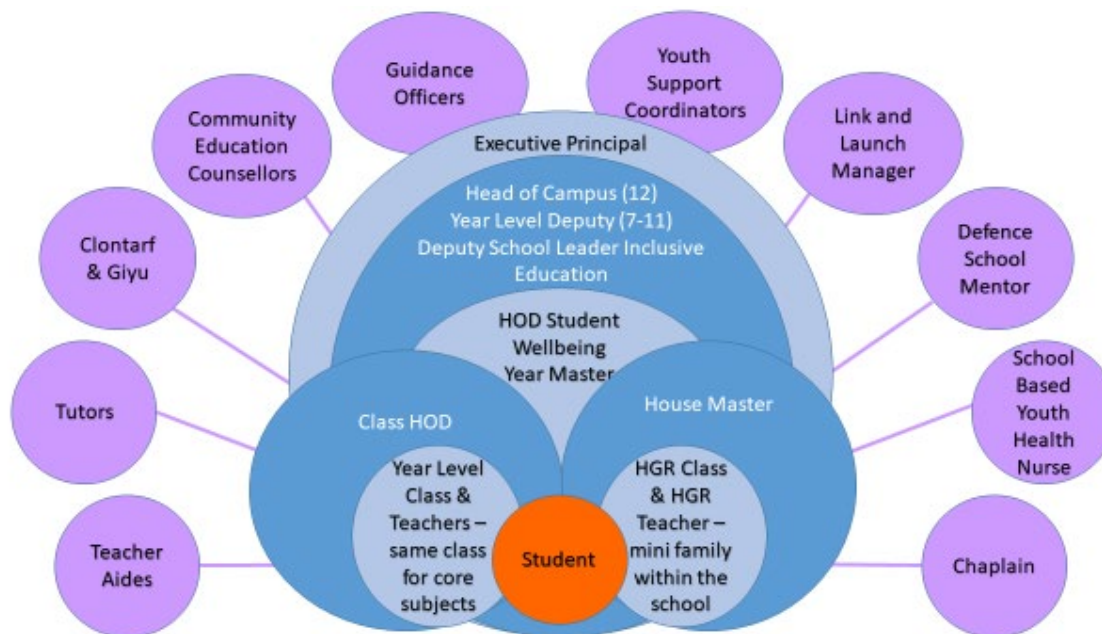 Guidance
Officers
Youth
Support
Coordinators
Community
Education
Counsellors
Link and
Launch
Manager
Executive Principal
Head of Campus (12)
Year Level Deputy (7-11)
Deputy School Leader Inclusive
Education
Clontarf
& Giyu
Defence
School
Mentor
HOD Student
Wellbeing
Year Master
Tutors
School
Based
Youth
Health
Nurse
Class HOD
House Master
Year Level
Class &
Teachers –
same class
for core
subjects
HGR Class
& HGR
Teacher –
mini family
within the
school
Student
Teacher
Aides
Chaplain